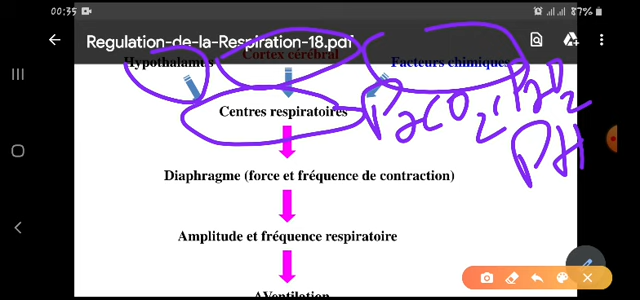 00:35 87%
Regulation-de-la-Respiration-18.pdf
Hypothalamus Cortex cérébral Facteurs chimiques
Centres respiratoires
PaCO2, PaO2
PH
Diaphragme (force et fréquence de contraction)
Amplitude et fréquence respiratoire
AVentilation